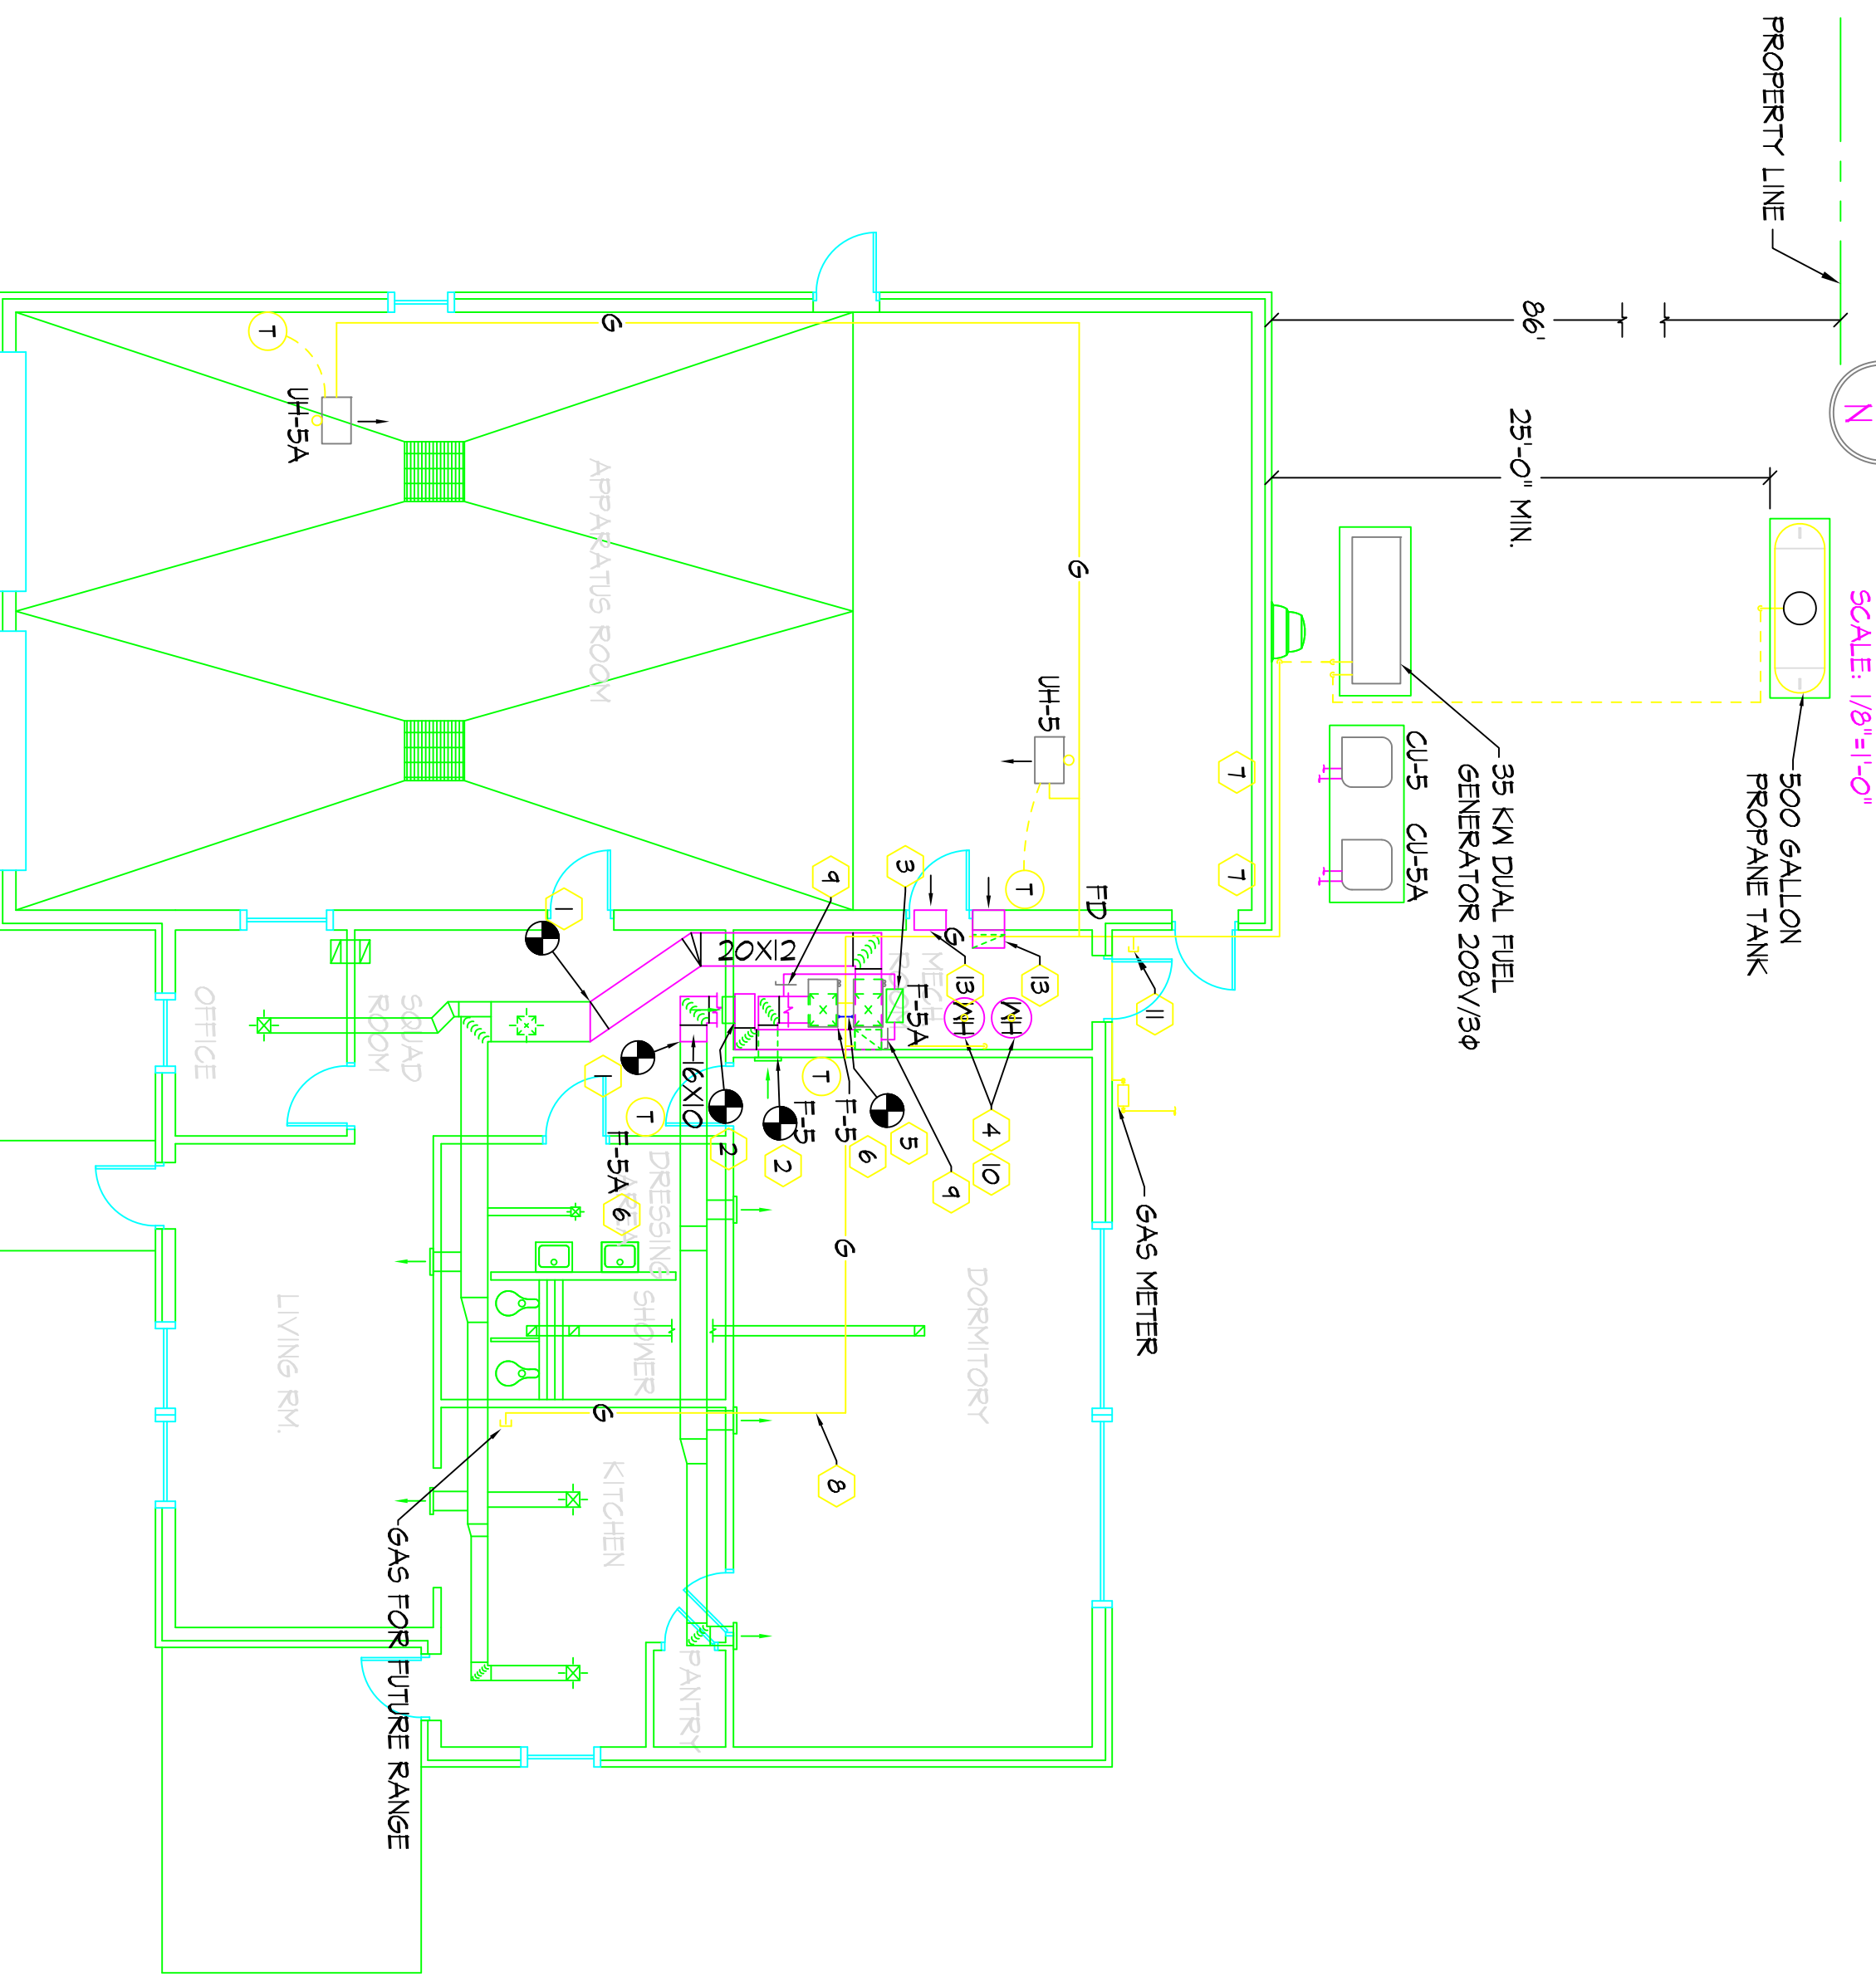 PROPERTY LINE
N
SCALE: 1/8"=1'-0"
86'
25'-0" MIN.
500 GALLON
PROPANE TANK
35 KW DUAL FUEL
GENERATOR 208V/3Φ
CU-5
CU-5A
7
7
G
G
T
UH-5A
UH-5
T
APPARATUS ROOM
FD
11
GAS METER
13
13
G
WH
WH
4
10
3
9
MECH
ROOM
F-5A
20X12
1
1
16X10
2
2
F-5
F-5
T
T
5
6
9
F-5A
6
DRESSING
AREA
SHOWER
DORMITORY
G
G
8
SQUAD
ROOM
OFFICE
LIVING RM.
KITCHEN
PANTRY
GAS FOR FUTURE RANGE